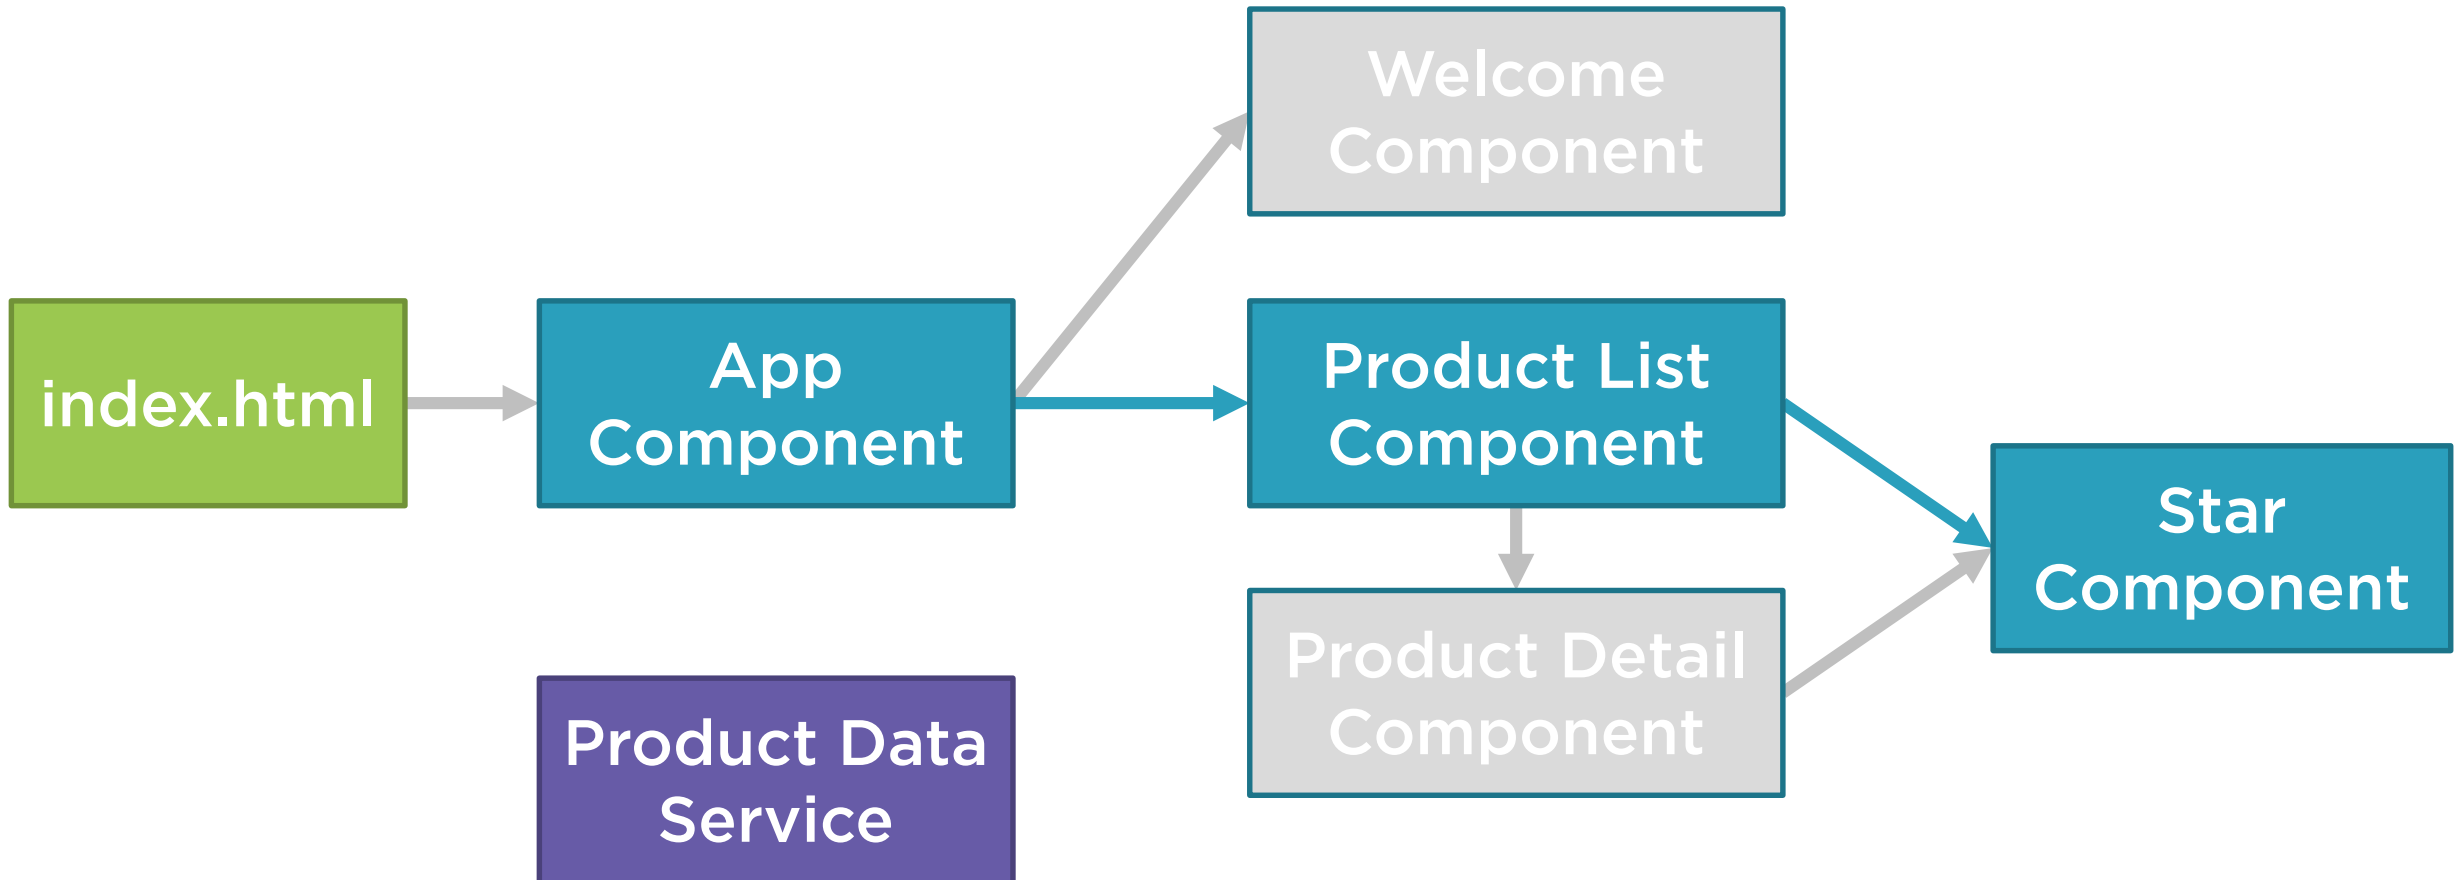 Welcome
Component
index.html
App
Component
Product List
Component
Star
Component
Product Detail
Component
Product Data
Service